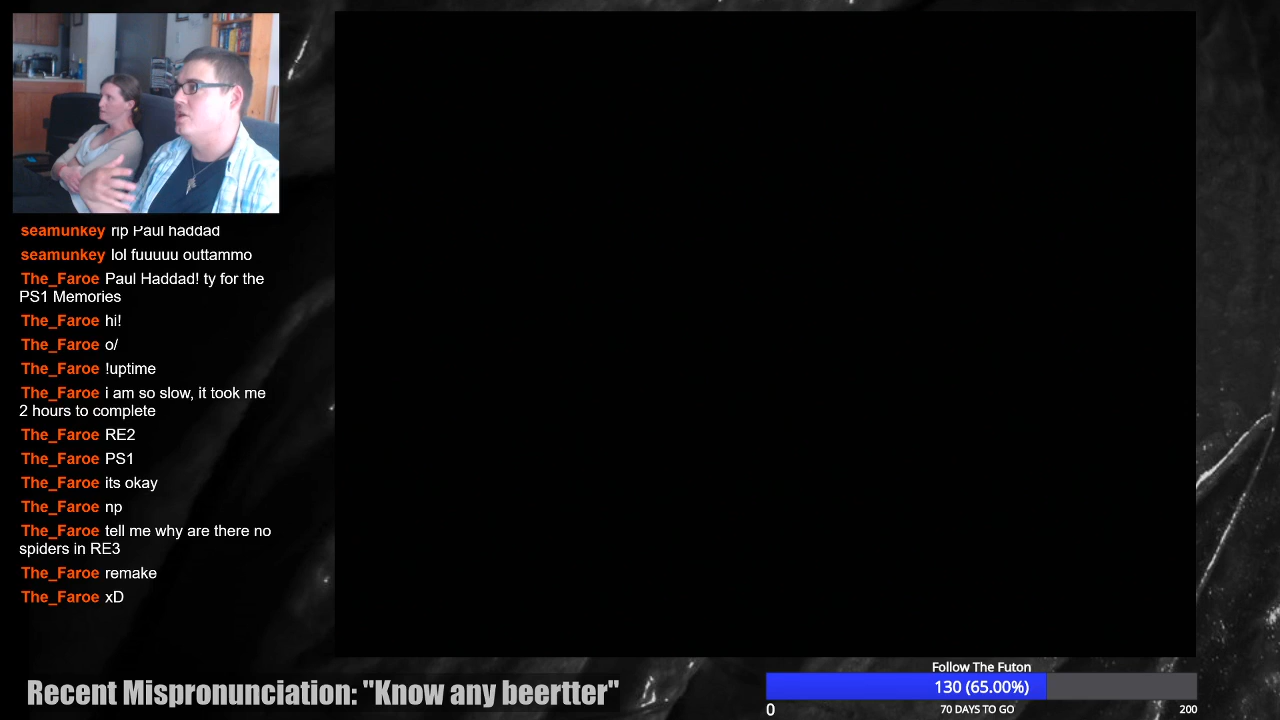 seamunkey rip Paul haddad
seamunkey lol fuuuuu outtammo
The_Faroe Paul Haddad! ty for the
PS1 Memories
The_Faroe hi!
The_Faroe o/
The_Faroe !uptime
The_Faroe i am so slow, it took me
2 hours to complete
The_Faroe RE2
The_Faroe PS1
The_Faroe its okay
The_Faroe np
The_Faroe tell me why are there no
spiders in RE3
The_Faroe remake
The_Faroe xD
Recent Mispronunciation: "Know any beertter"
Follow The Futon
130 (65.00%)
0 70 DAYS TO GO 200